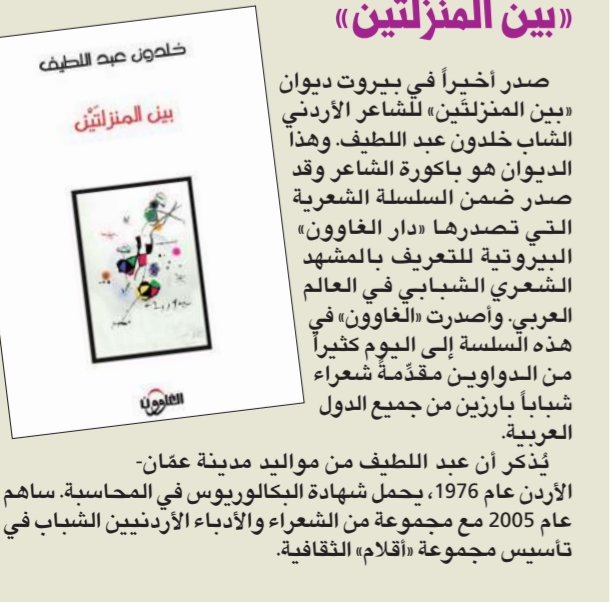 «بين المنزلتين»
خلدون عبد اللطيف
بين المنزلتَيْن
الغاوون
صدر أخيراً في بيروت ديوان
«بين المنزلتَين» للشاعر الأردني
الشاب خلدون عبد اللطيف. وهذا
الديوان هو باكورة الشاعر وقد
صدر ضمن السلسلة الشعرية
التي تصدرها «دار الغاوون»
البيروتية للتعريف بالمشهد
الشعري الشبابي في العالم
العربي. وأصدرت «الغاوون» في
هذه السلسة إلى اليوم كثيراً
من الدواوين مقدِّمةً شعراء
شباباً بارزين من جميع الدول
العربية.
يُذكر أن عبد اللطيف من مواليد مدينة عمّان-
الأردن عام 1976، يحمل شهادة البكالوريوس في المحاسبة. ساهم
عام 2005 مع مجموعة من الشعراء والأدباء الأردنيين الشباب في
تأسيس مجموعة «أقلام» الثقافية.